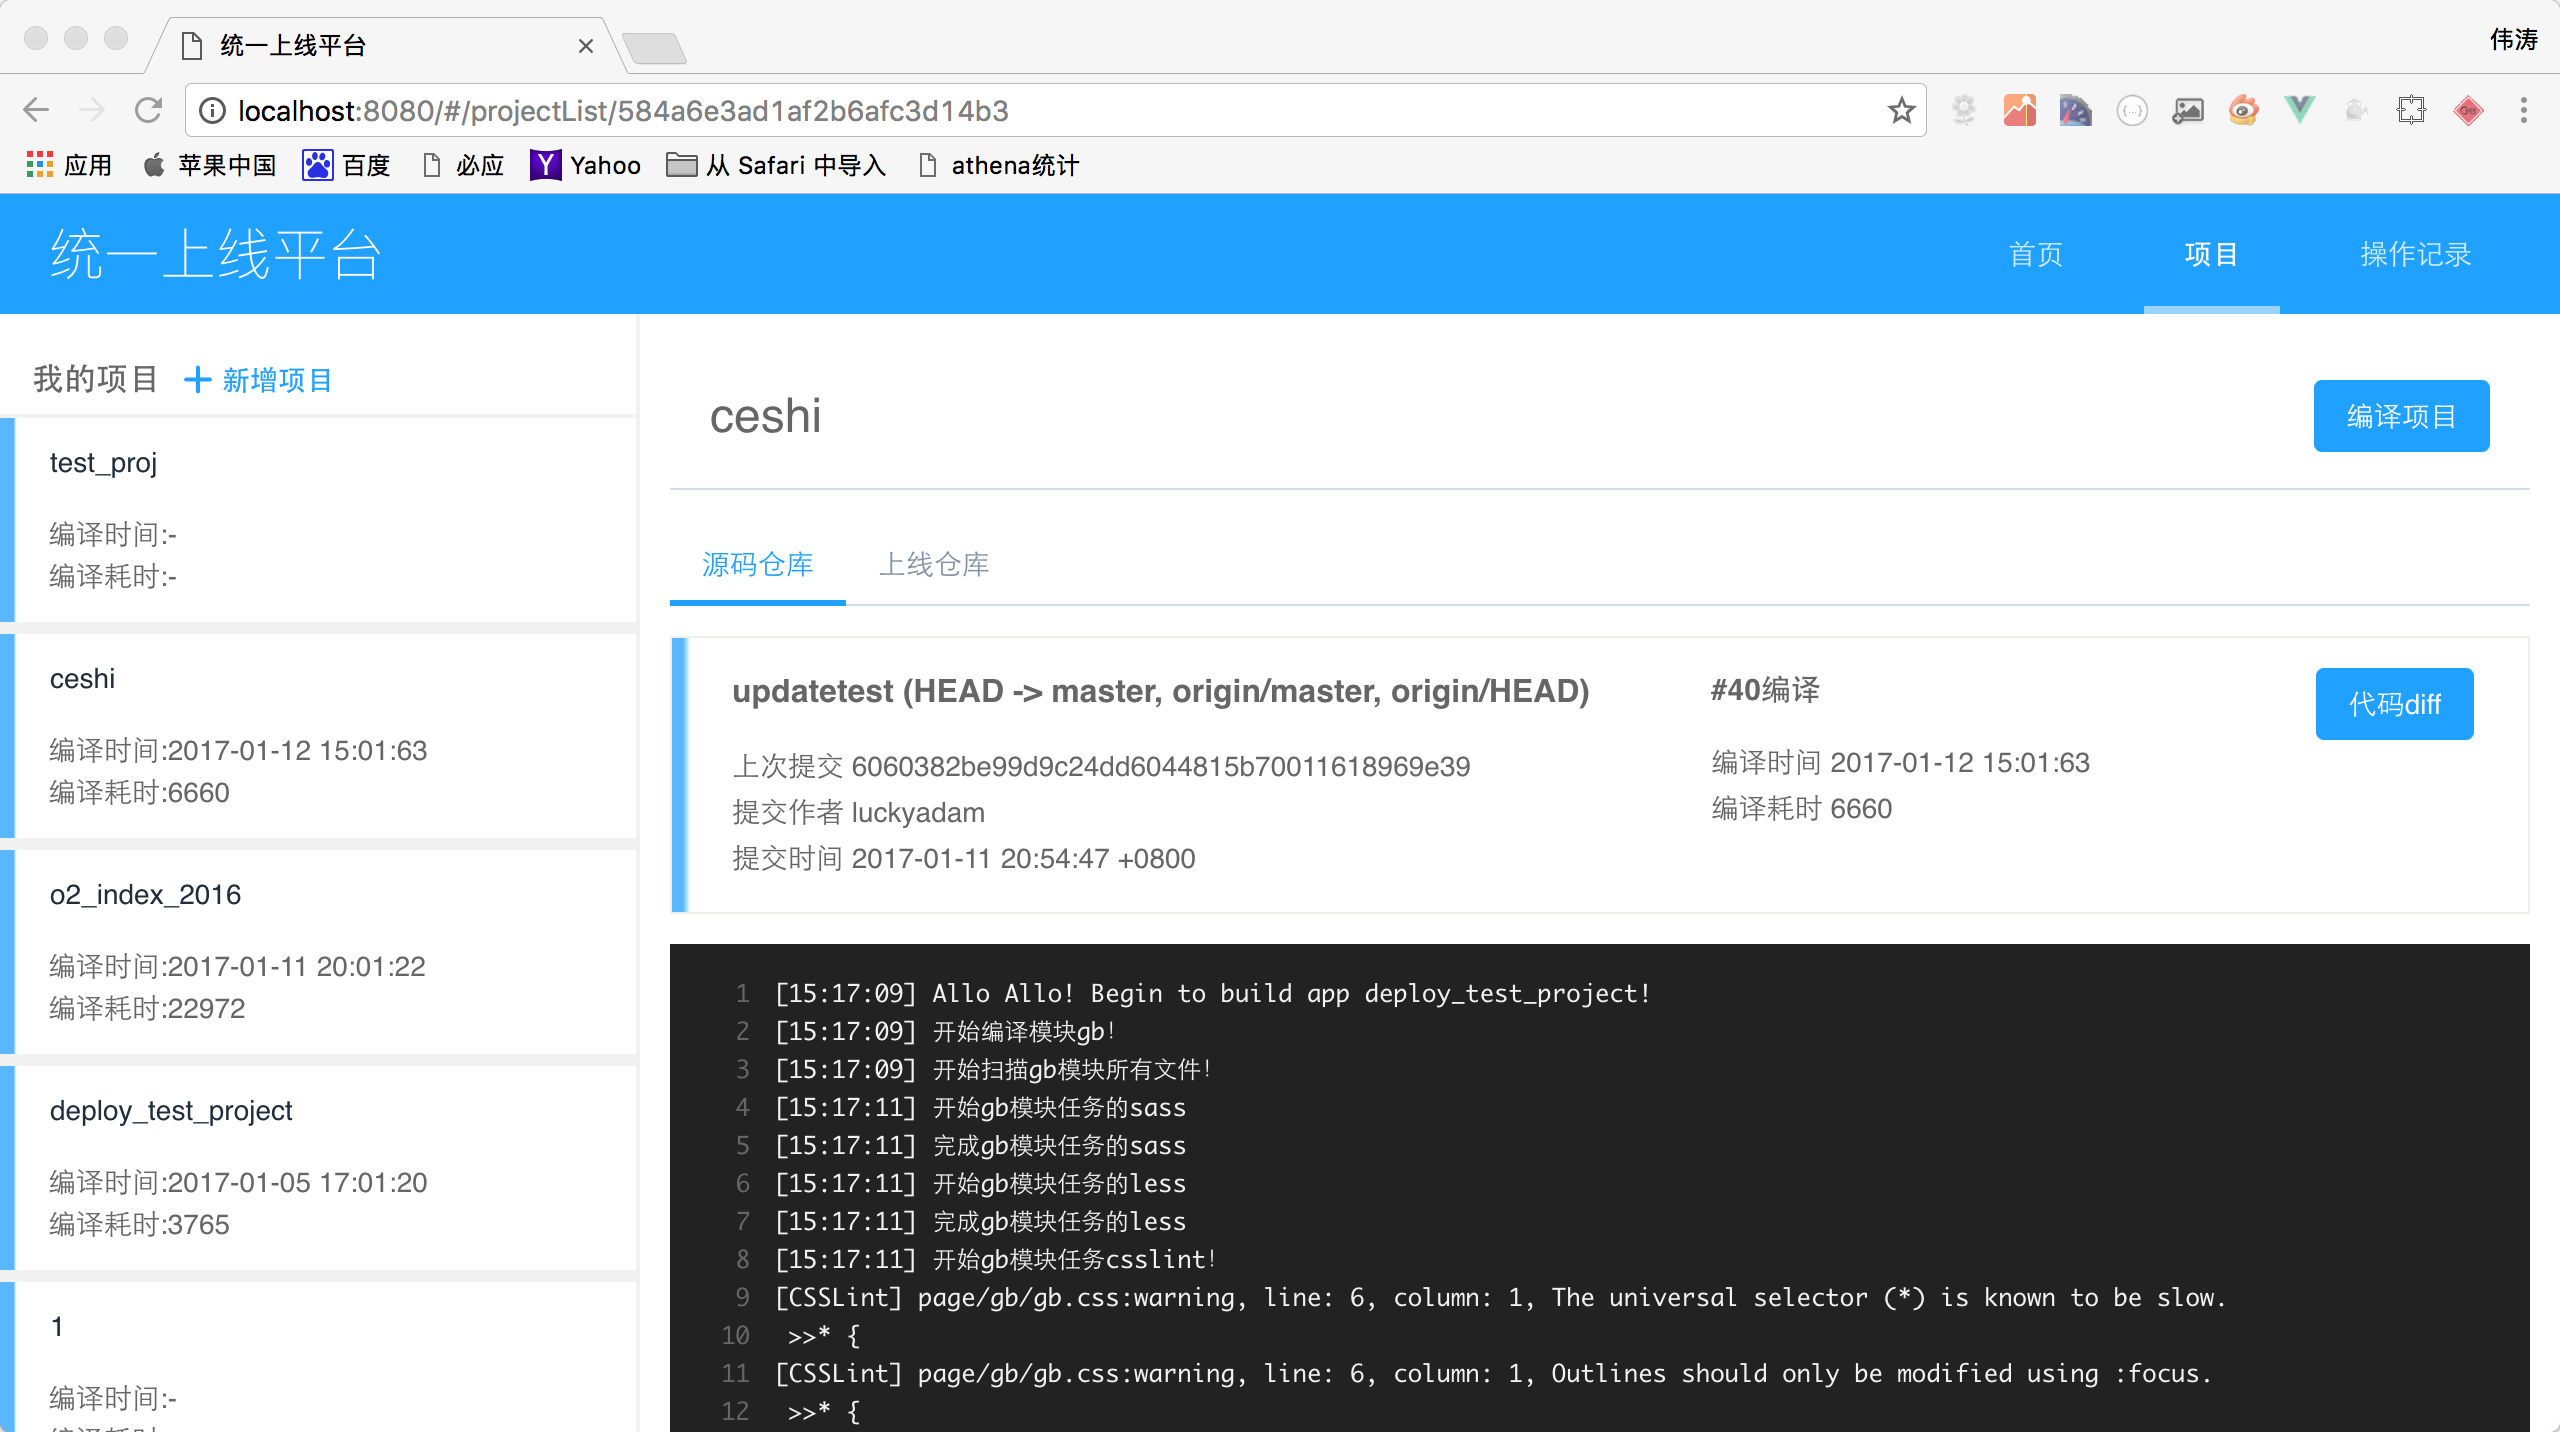 统一上线平台
伟涛
localhost:8080/#/projectList/584a6e3ad1af2b6afc3d14b3
应用 苹果中国 百度 必应 Yahoo 从 Safari 中导入 athena统计
统一上线平台 首页 项目 操作记录
我的项目 新增项目
test_proj
编译时间:-
编译耗时:-
ceshi
编译时间:2017-01-12 15:01:63
编译耗时:6660
o2_index_2016
编译时间:2017-01-11 20:01:22
编译耗时:22972
deploy_test_project
编译时间:2017-01-05 17:01:20
编译耗时:3765
1
编译时间:-
ceshi 编译项目
源码仓库 上线仓库
updatetest (HEAD -> master, origin/master, origin/HEAD)
上次提交 6060382be99d9c24dd6044815b70011618969e39
提交作者 luckyadam
提交时间 2017-01-11 20:54:47 +0800
#40编译
编译时间 2017-01-12 15:01:63
编译耗时 6660
代码diff
1 [15:17:09] Allo Allo! Begin to build app deploy_test_project!
2 [15:17:09] 开始编译模块gb!
3 [15:17:09] 开始扫描gb模块所有文件!
4 [15:17:11] 开始gb模块任务的sass
5 [15:17:11] 完成gb模块任务的sass
6 [15:17:11] 开始gb模块任务的less
7 [15:17:11] 完成gb模块任务的less
8 [15:17:11] 开始gb模块任务csslint!
9 [CSSLint] page/gb/gb.css:warning, line: 6, column: 1, The universal selector (*) is known to be slow.
10 >>* {
11 [CSSLint] page/gb/gb.css:warning, line: 6, column: 1, Outlines should only be modified using :focus.
12 >>* {